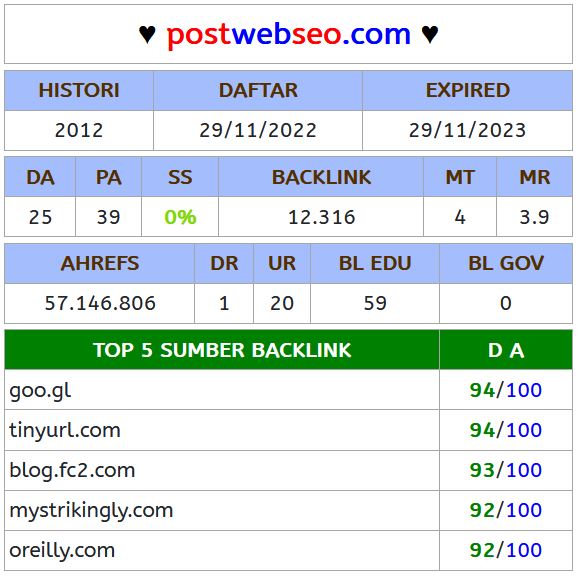 ♥ postwebseo.com ♥
HISTORI DAFTAR EXPIRED
2012 29/11/2022 29/11/2023
DA PA SS BACKLINK MT MR
25 39 0% 12.316 4 3.9
AHREFS DR UR BL EDU BL GOV
57.146.806 1 20 59 0
TOP 5 SUMBER BACKLINK D A
goo.gl 94/100
tinyurl.com 94/100
blog.fc2.com 93/100
mystrikingly.com 92/100
oreilly.com 92/100